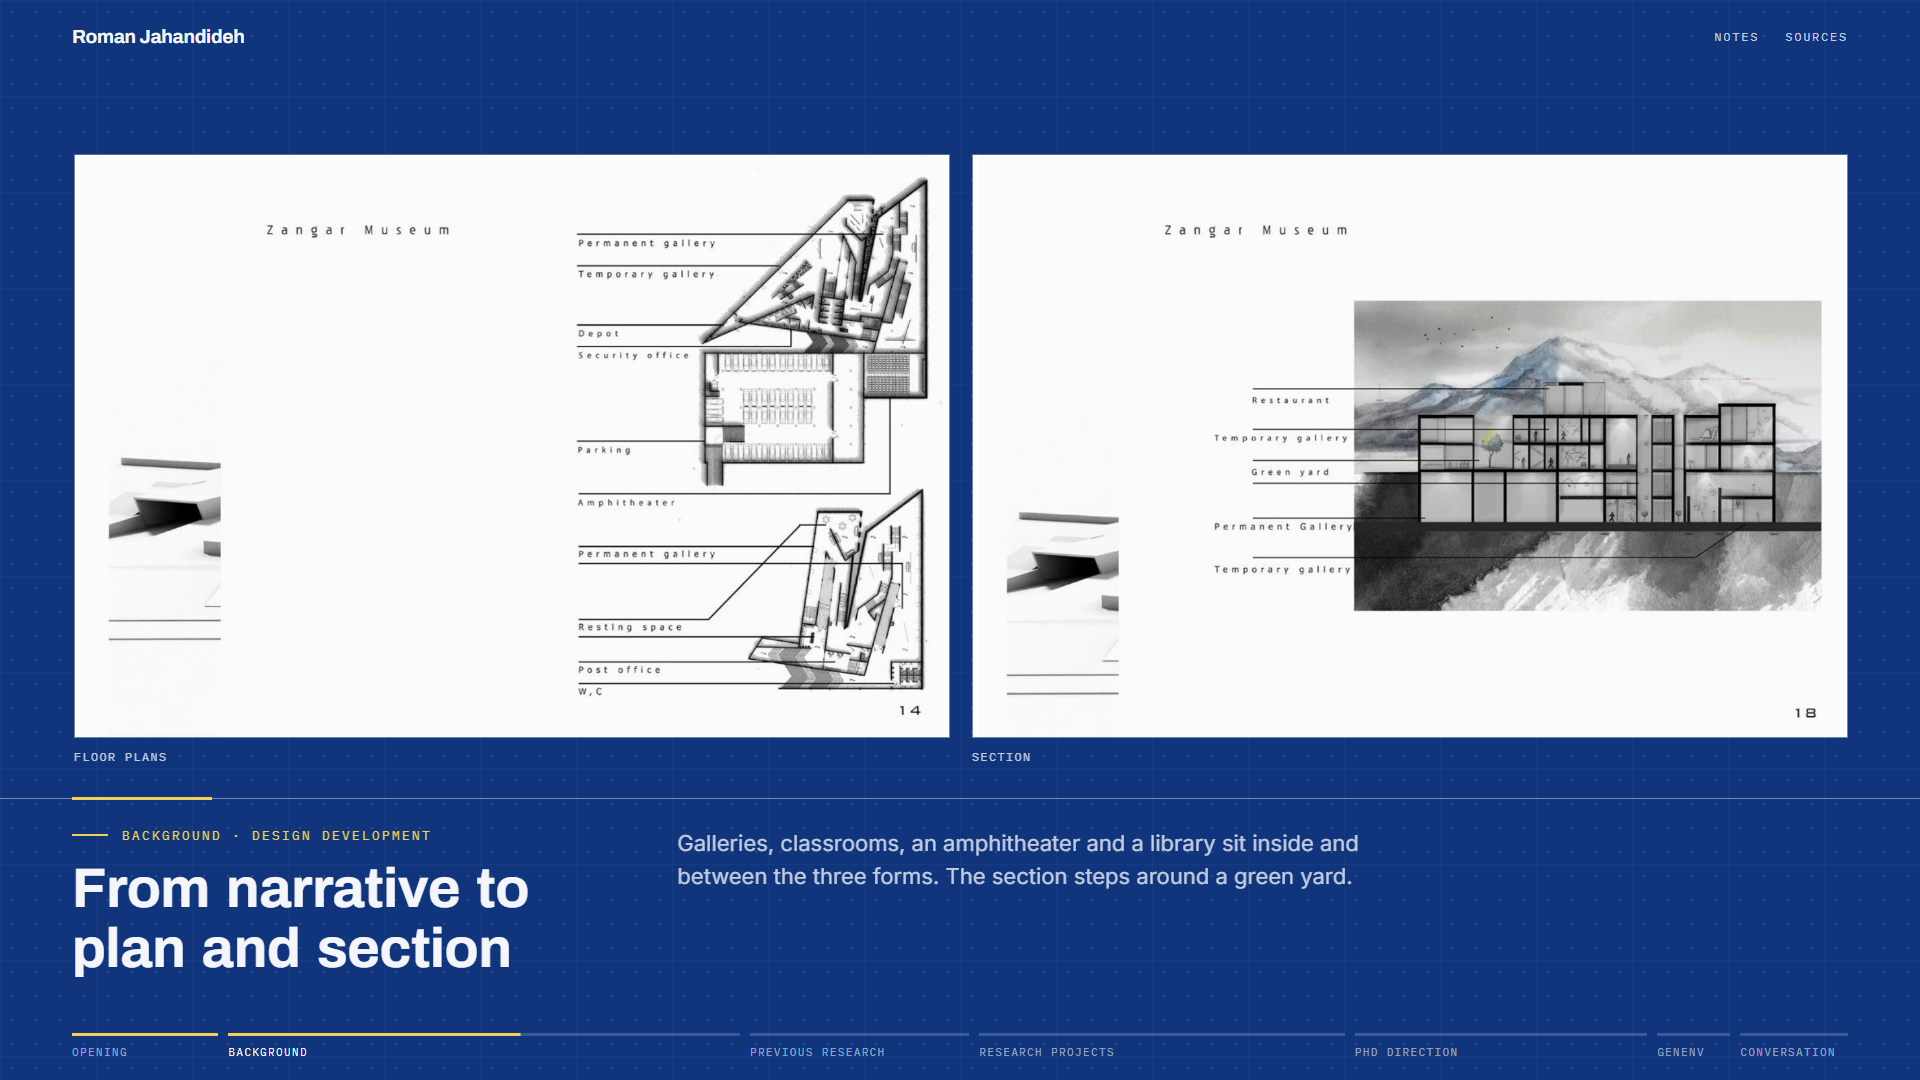 Roman Jahandideh
NOTES
SOURCES
Zangar Museum
Permanent gallery
Temporary gallery
Depot
Security office
Parking
Amphitheater
Permanent gallery
Resting space
Post office
W,C
14
Zangar Museum
Restaurant
Temporary gallery
Green yard
Permanent Gallery
Temporary gallery
18
FLOOR PLANS
SECTION
BACKGROUND · DESIGN DEVELOPMENT
From narrative to
plan and section
Galleries, classrooms, an amphitheater and a library sit inside and
between the three forms. The section steps around a green yard.
OPENING
BACKGROUND
PREVIOUS RESEARCH
RESEARCH PROJECTS
PHD DIRECTION
GENENV
CONVERSATION